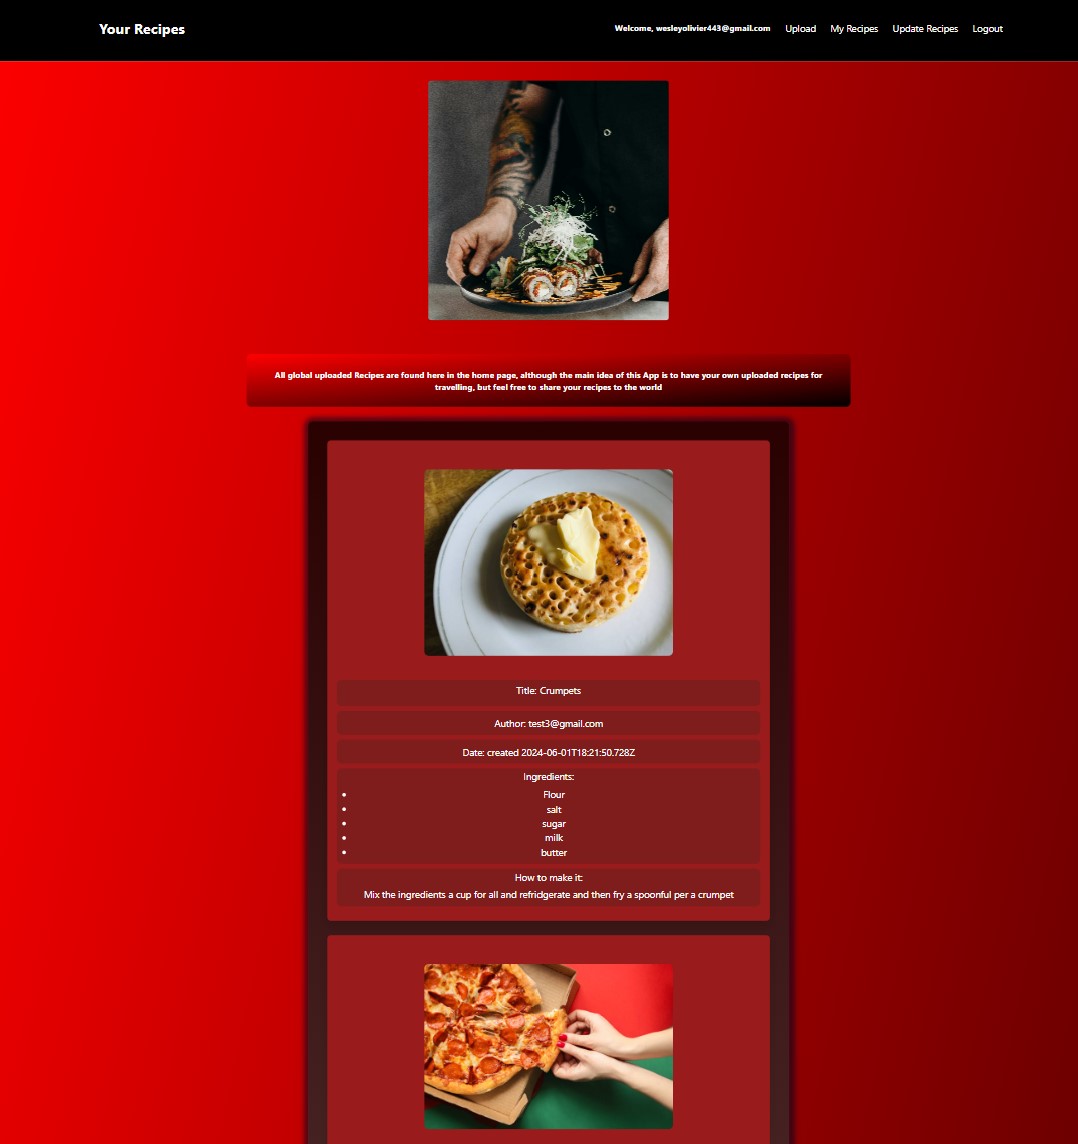 Your Recipes
Welcome, wesleyolivier443@gmail.com
Upload
My Recipes
Update Recipes
Logout
All global uploaded Recipes are found here in the home page, although the main idea of this App is to have your own uploaded recipes for
travelling, but feel free to share your recipes to the world
Title: Crumpets
Author: test3@gmail.com
Date: created 2024-06-01T18:21:50.728Z
Ingredients:
Flour
salt
sugar
milk
butter
How to make it:
Mix the ingredients a cup for all and refridgerate and then fry a spoonful per a crumpet